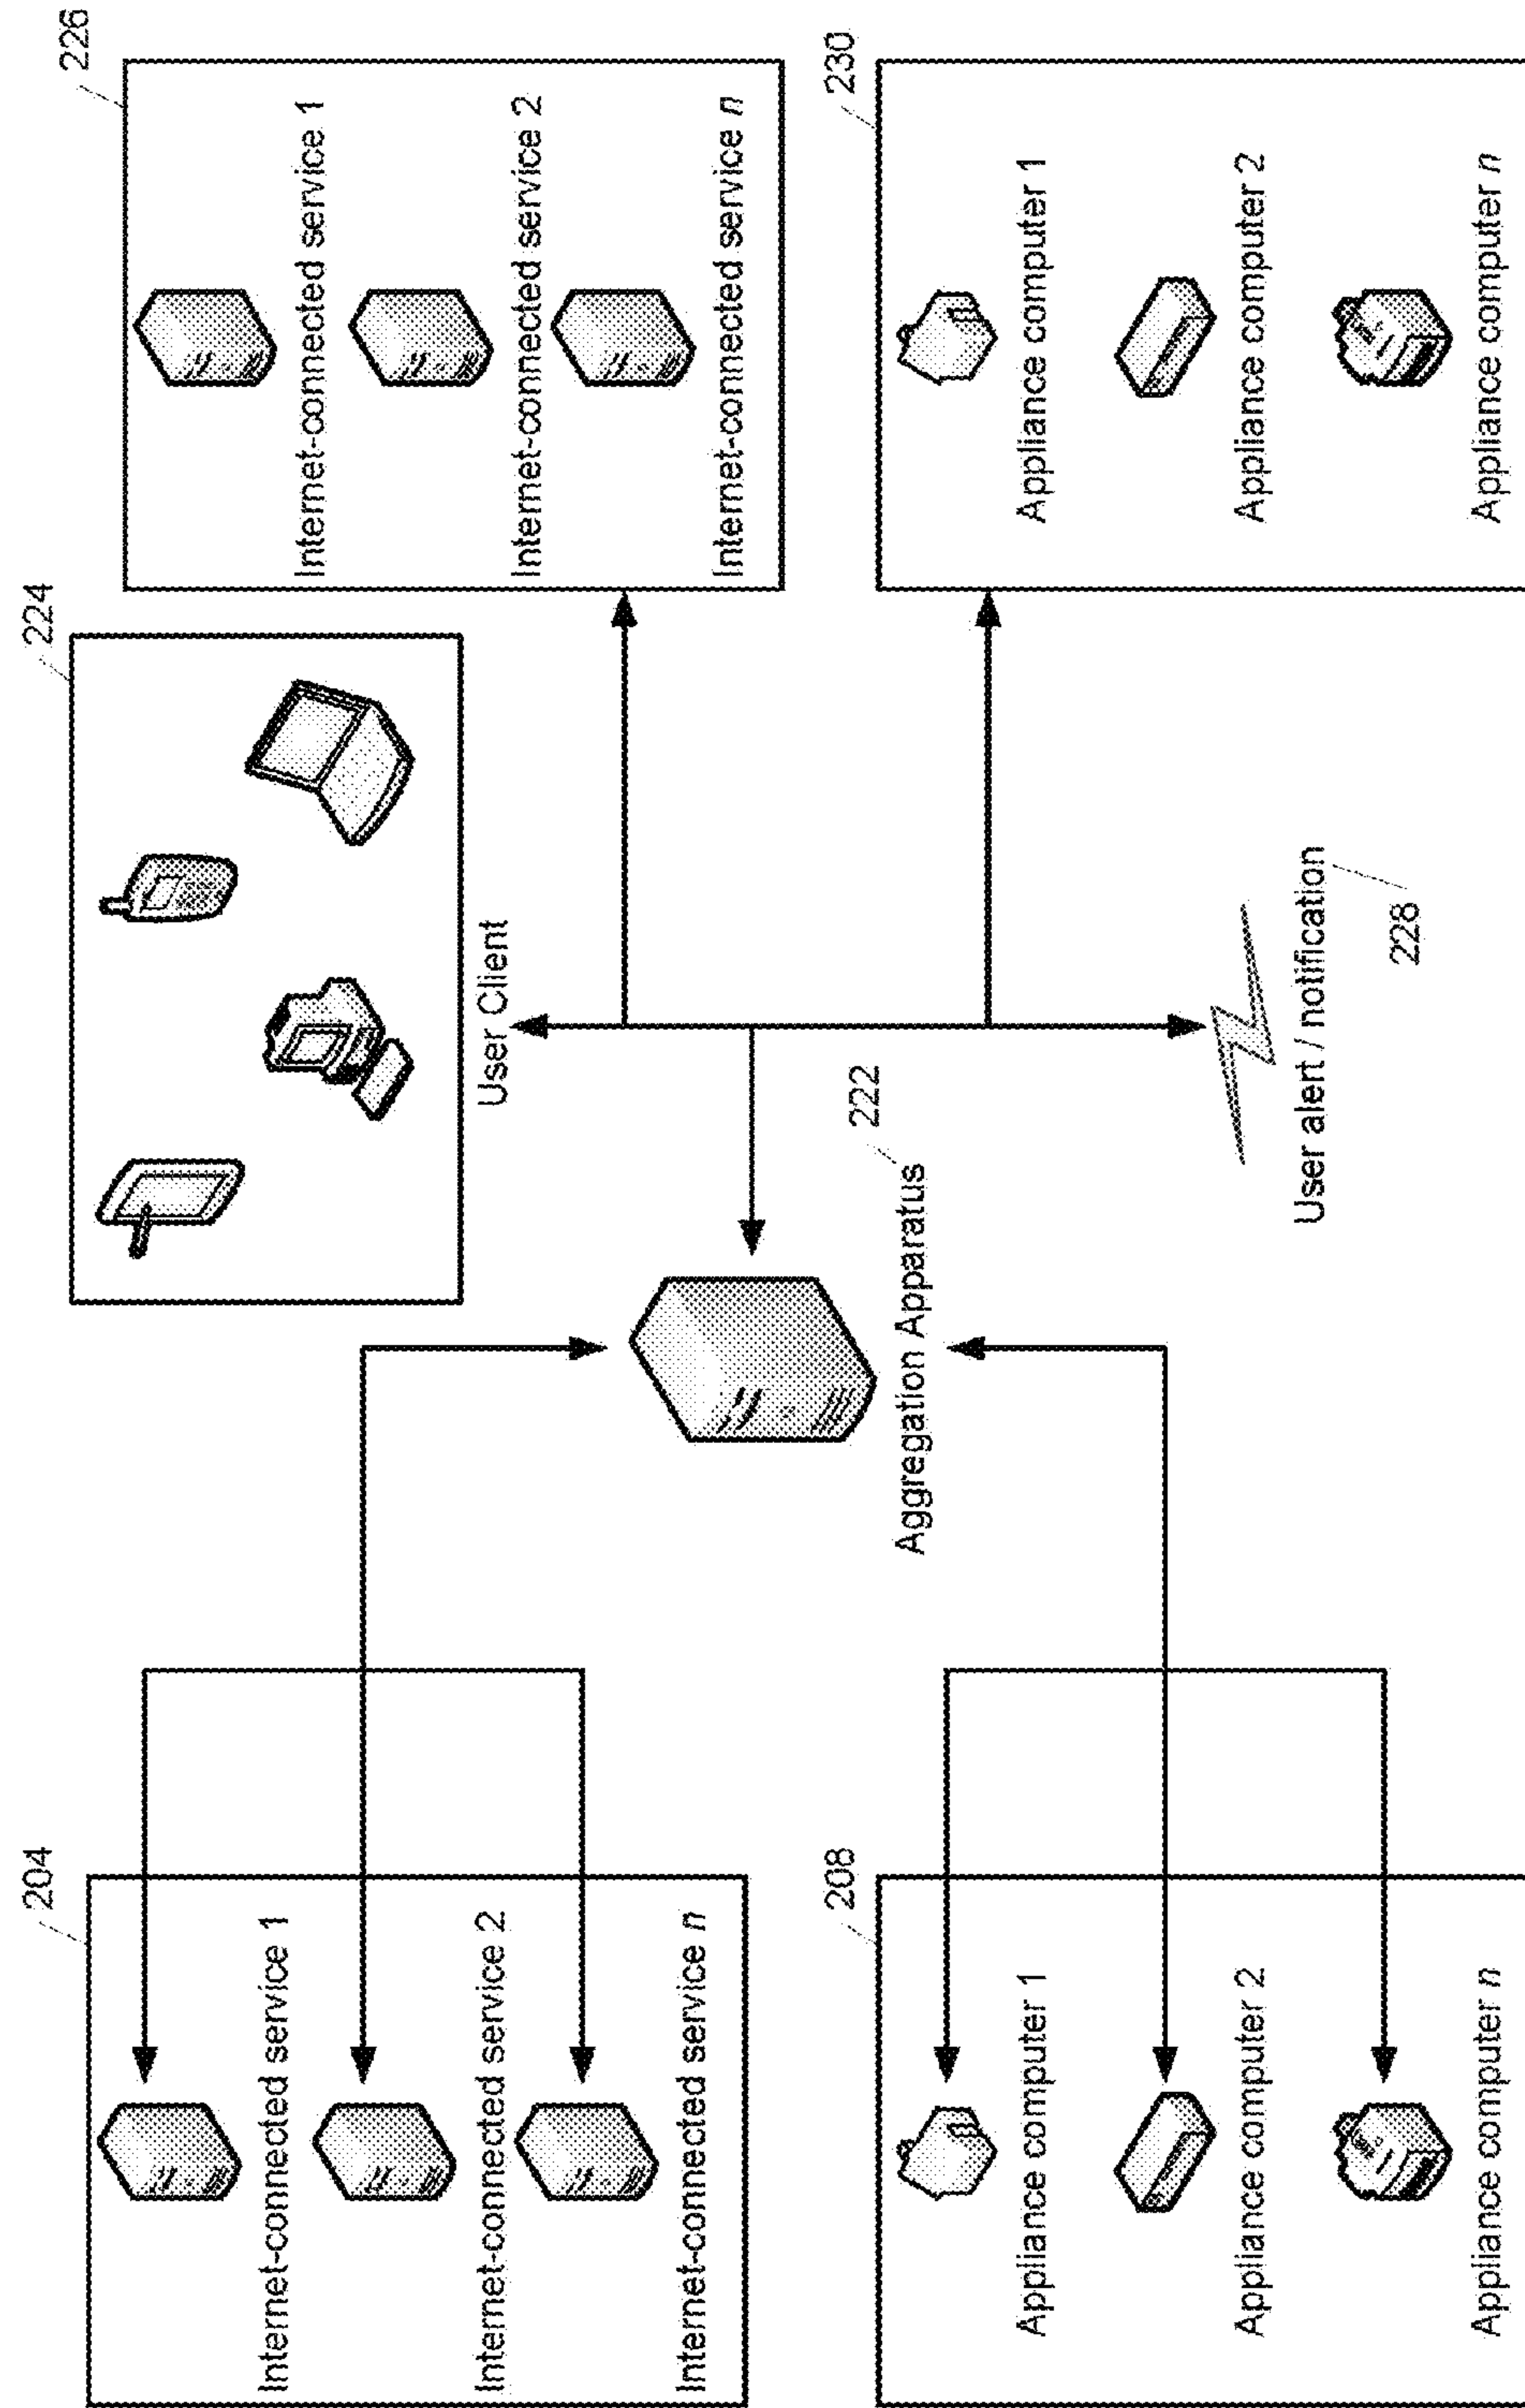 204
Internet-connected service 1
Internet-connected service 2
Internet-connected service n
208
Appliance computer 1
Appliance computer 2
Appliance computer n
Aggregation Apparatus
222
224
User Client
User alert / notification
228
226
Internet-connected service 1
Internet-connected service 2
Internet-connected service n
230
Appliance computer 1
Appliance computer 2
Appliance computer n